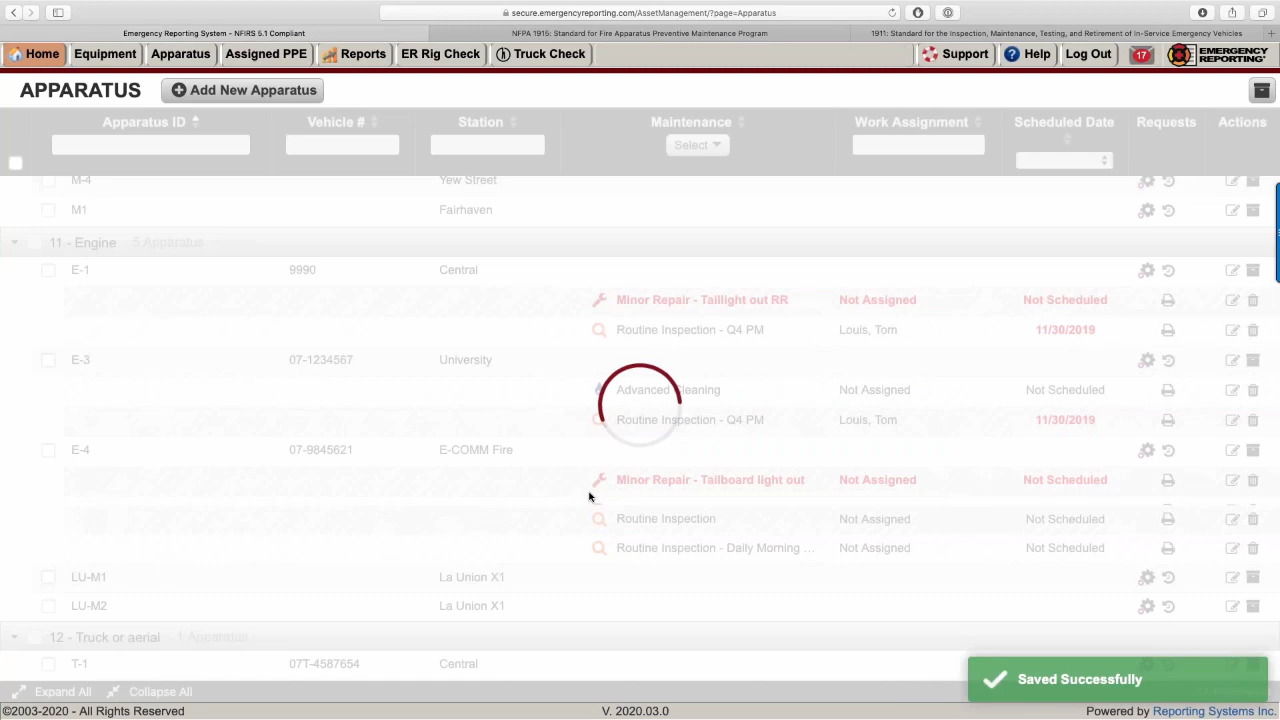 secure.emergencyreporting.com/AssetManagement/?page=Apparatus
Emergency Reporting System - NFIRS 5.1 Compliant
NFPA 1915: Standard for Fire Apparatus Preventive Maintenance Program
1911: Standard for the Inspection, Maintenance, Testing, and Retirement of In-Service Emergency Vehicles
Home Equipment Apparatus Assigned PPE Reports ER Rig Check Truck Check Support Help Log Out 17 EMERGENCY REPORTING
APPARATUS Add New Apparatus
Apparatus ID Vehicle # Station Maintenance Work Assignment Scheduled Date Requests Actions
Select
M-4 Yew Street
M1 Fairhaven
11 - Engine 5 Apparatus
E-1 9990 Central
Minor Repair - Taillight out RR Not Assigned Not Scheduled
Routine Inspection - Q4 PM Louis, Tom 11/30/2019
E-3 07-1234567 University
Advanced Cleaning Not Assigned Not Scheduled
Routine Inspection - Q4 PM Louis, Tom 11/30/2019
E-4 07-9845621 E-COMM Fire
Minor Repair - Tailboard light out Not Assigned Not Scheduled
Routine Inspection Not Assigned Not Scheduled
Routine Inspection - Daily Morning ... Not Assigned Not Scheduled
LU-M1 La Union X1
LU-M2 La Union X1
12 - Truck or aerial 1 Apparatus
T-1 07T-4587654 Central
Saved Successfully
Expand All Collapse All
©2003-2020 - All Rights Reserved V. 2020.03.0 Powered by Reporting Systems Inc.